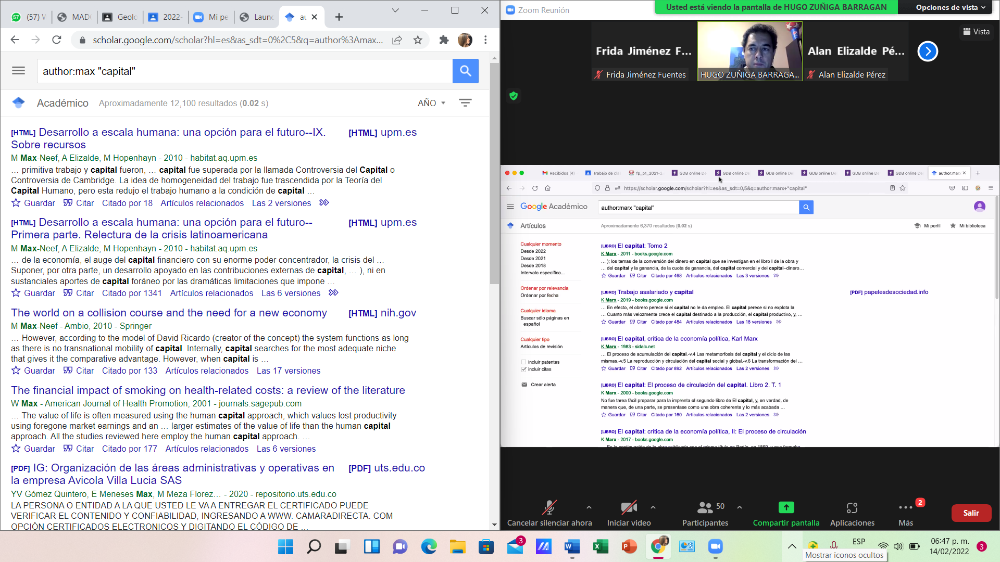 (57) W
MADO
Geolo
2022-
Mi pe
Launc
au
scholar.google.com/scholar?hl=es&as_sdt=0%2C5&q=author%3Amax...
author:max "capital"
Académico
Aproximadamente 12,100 resultados (0.02 s)
AÑO
[HTML] Desarrollo a escala humana: una opción para el futuro--IX.
Sobre recursos
[HTML] upm.es
M Max-Neef, A Elizalde, M Hopenhayn - 2010 - habitat.aq.upm.es
… primitiva trabajo y capital fueron, … capital fue superada por la llamada Controversia del Capital o
Controversia de Cambridge. La idea de homogeneidad del trabajo fue trascendida por la Teoría del
Capital Humano, pero esta redujo el trabajo humano a la condición de capital …
Guardar Citar Citado por 18 Artículos relacionados Las 2 versiones
[HTML] Desarrollo a escala humana: una opción para el futuro--
Primera parte. Relectura de la crisis latinoamericana
[HTML] upm.es
M Max-Neef, A Elizalde, M Hopenhayn - 2010 - habitat.aq.upm.es
… de la economía, el auge del capital financiero con su enorme poder concentrador, la crisis del …
Suponer, por otra parte, un desarrollo apoyado en las contribuciones externas de capital, … ), ni en
sustanciales aportes de capital foráneo por las dramáticas limitaciones que impone …
Guardar Citar Citado por 1341 Artículos relacionados Las 6 versiones
The world on a collision course and the need for a new economy
[HTML] nih.gov
M Max-Neef - Ambio, 2010 - Springer
… However, according to the model of David Ricardo (creator of the concept) the system functions as long
as there is no transnational mobility of capital. Internally, capital searches for the most adequate niche
that gives it the comparative advantage. However, when capital is …
Guardar Citar Citado por 133 Artículos relacionados Las 17 versiones
The financial impact of smoking on health-related costs: a review of the literature
W Max - American Journal of Health Promotion, 2001 - journals.sagepub.com
… The value of life is often measured using the human capital approach, which values lost productivity
using foregone market earnings and an … larger estimates of the value of life than the human capital
approach. All the studies reviewed here employ the human capital approach. …
Guardar Citar Citado por 177 Artículos relacionados Las 6 versiones
[PDF] IG: Organización de las áreas administrativas y operativas en
la empresa Avicola Villa Lucia SAS
[PDF] uts.edu.co
YV Gómez Quintero, E Meneses Max, M Meza Florez… - 2020 - repositorio.uts.edu.co
LA PERSONA O ENTIDAD A LA QUE USTED LE VA A ENTREGAR EL CERTIFICADO PUEDE
VERIFICAR EL CONTENIDO Y CONFIABILIDAD, INGRESANDO A WWW. CAMARADIRECTA. COM
OPCIÓN CERTIFICADOS ELECTRONICOS Y DIGITANDO EL CÓDIGO DE …
Zoom Reunión
Usted está viendo la pantalla de HUGO ZUÑIGA BARRAGAN
Opciones de vista
Vista
Frida Jiménez F...
Frida Jiménez Fuentes
HUGO ZUÑIGA BARRAGA...
Alan Elizalde Pé...
Alan Elizalde Pérez
Recibidos (4)
Trabajo de cla
fp_p1_2021-2.
GDB online De
GDB online De
GDB online De
GDB online De
GDB online De
GDB online De
author:mar
https://scholar.google.com/scholar?hl=es&as_sdt=0,5&q=author:marx+"capital"
Google Académico
author:marx "capital"
Artículos
Aproximadamente 6,370 resultados (0.02 s)
Mi perfil
Mi biblioteca
Cualquier momento
Desde 2022
Desde 2021
Desde 2018
Intervalo específico...
Ordenar por relevancia
Ordenar por fecha
Cualquier idioma
Buscar sólo páginas en
español
Cualquier tipo
Artículos de revisión
incluir patentes
incluir citas
Crear alerta
[LIBRO] El capital: Tomo 2
K Marx - 2011 - books.google.com
… ); los temas de la conversión del dinero en capital que se investigan en el libro I de la obra y
… del capital y la ganancia, de la cuota de ganancia, del capital comercial y del capital–dinero…
Guardar Citar Citado por 468 Artículos relacionados Las 3 versiones
[LIBRO] Trabajo asalariado y capital
[PDF] papelesdesociedad.info
K Marx - 2019 - books.google.com
… En efecto, el obrero perece si el capital no le da empleo. El capital perece si no explota la
… Cuanto más velozmente crece el capital destinado a la producción, el capital productivo, y, …
Guardar Citar Citado por 484 Artículos relacionados Las 18 versiones
[LIBRO] El capital, crítica de la economía política, Karl Marx
K Marx - 1983 - sidalc.net
… El proceso de acumulación del capital.-v.4 Las metamorfosis del capital y el ciclo de las
mismas.-v.5 La reproducción y circulación del capital social y global.-v.6 La transformación del …
Guardar Citar Citado por 892 Artículos relacionados Las 2 versiones
[LIBRO] El capital: El proceso de circulación del capital. Libro 2. T. 1
K Marx - 2000 - books.google.com
No fue tarea fácil preparar para la imprenta el segundo libro de El capital, y, en verdad, de
manera que, de una parte, se presentase como una obra coherente y lo más acabada …
Guardar Citar Citado por 160 Artículos relacionados Las 2 versiones
[LIBRO] El capital: crítica de la economía política, II: El proceso de circulación
K Marx - 2017 - books.google.com
… Es la continuación de la obra publicada con el mismo título en Berlín, en 1859, y que formaba
Cancelar silenciar ahora
Iniciar video
50
Participantes
Compartir pantalla
Aplicaciones
2
Más
Salir
3
ESP
06:47 p. m.
14/02/2022
3
Mostrar iconos ocultos